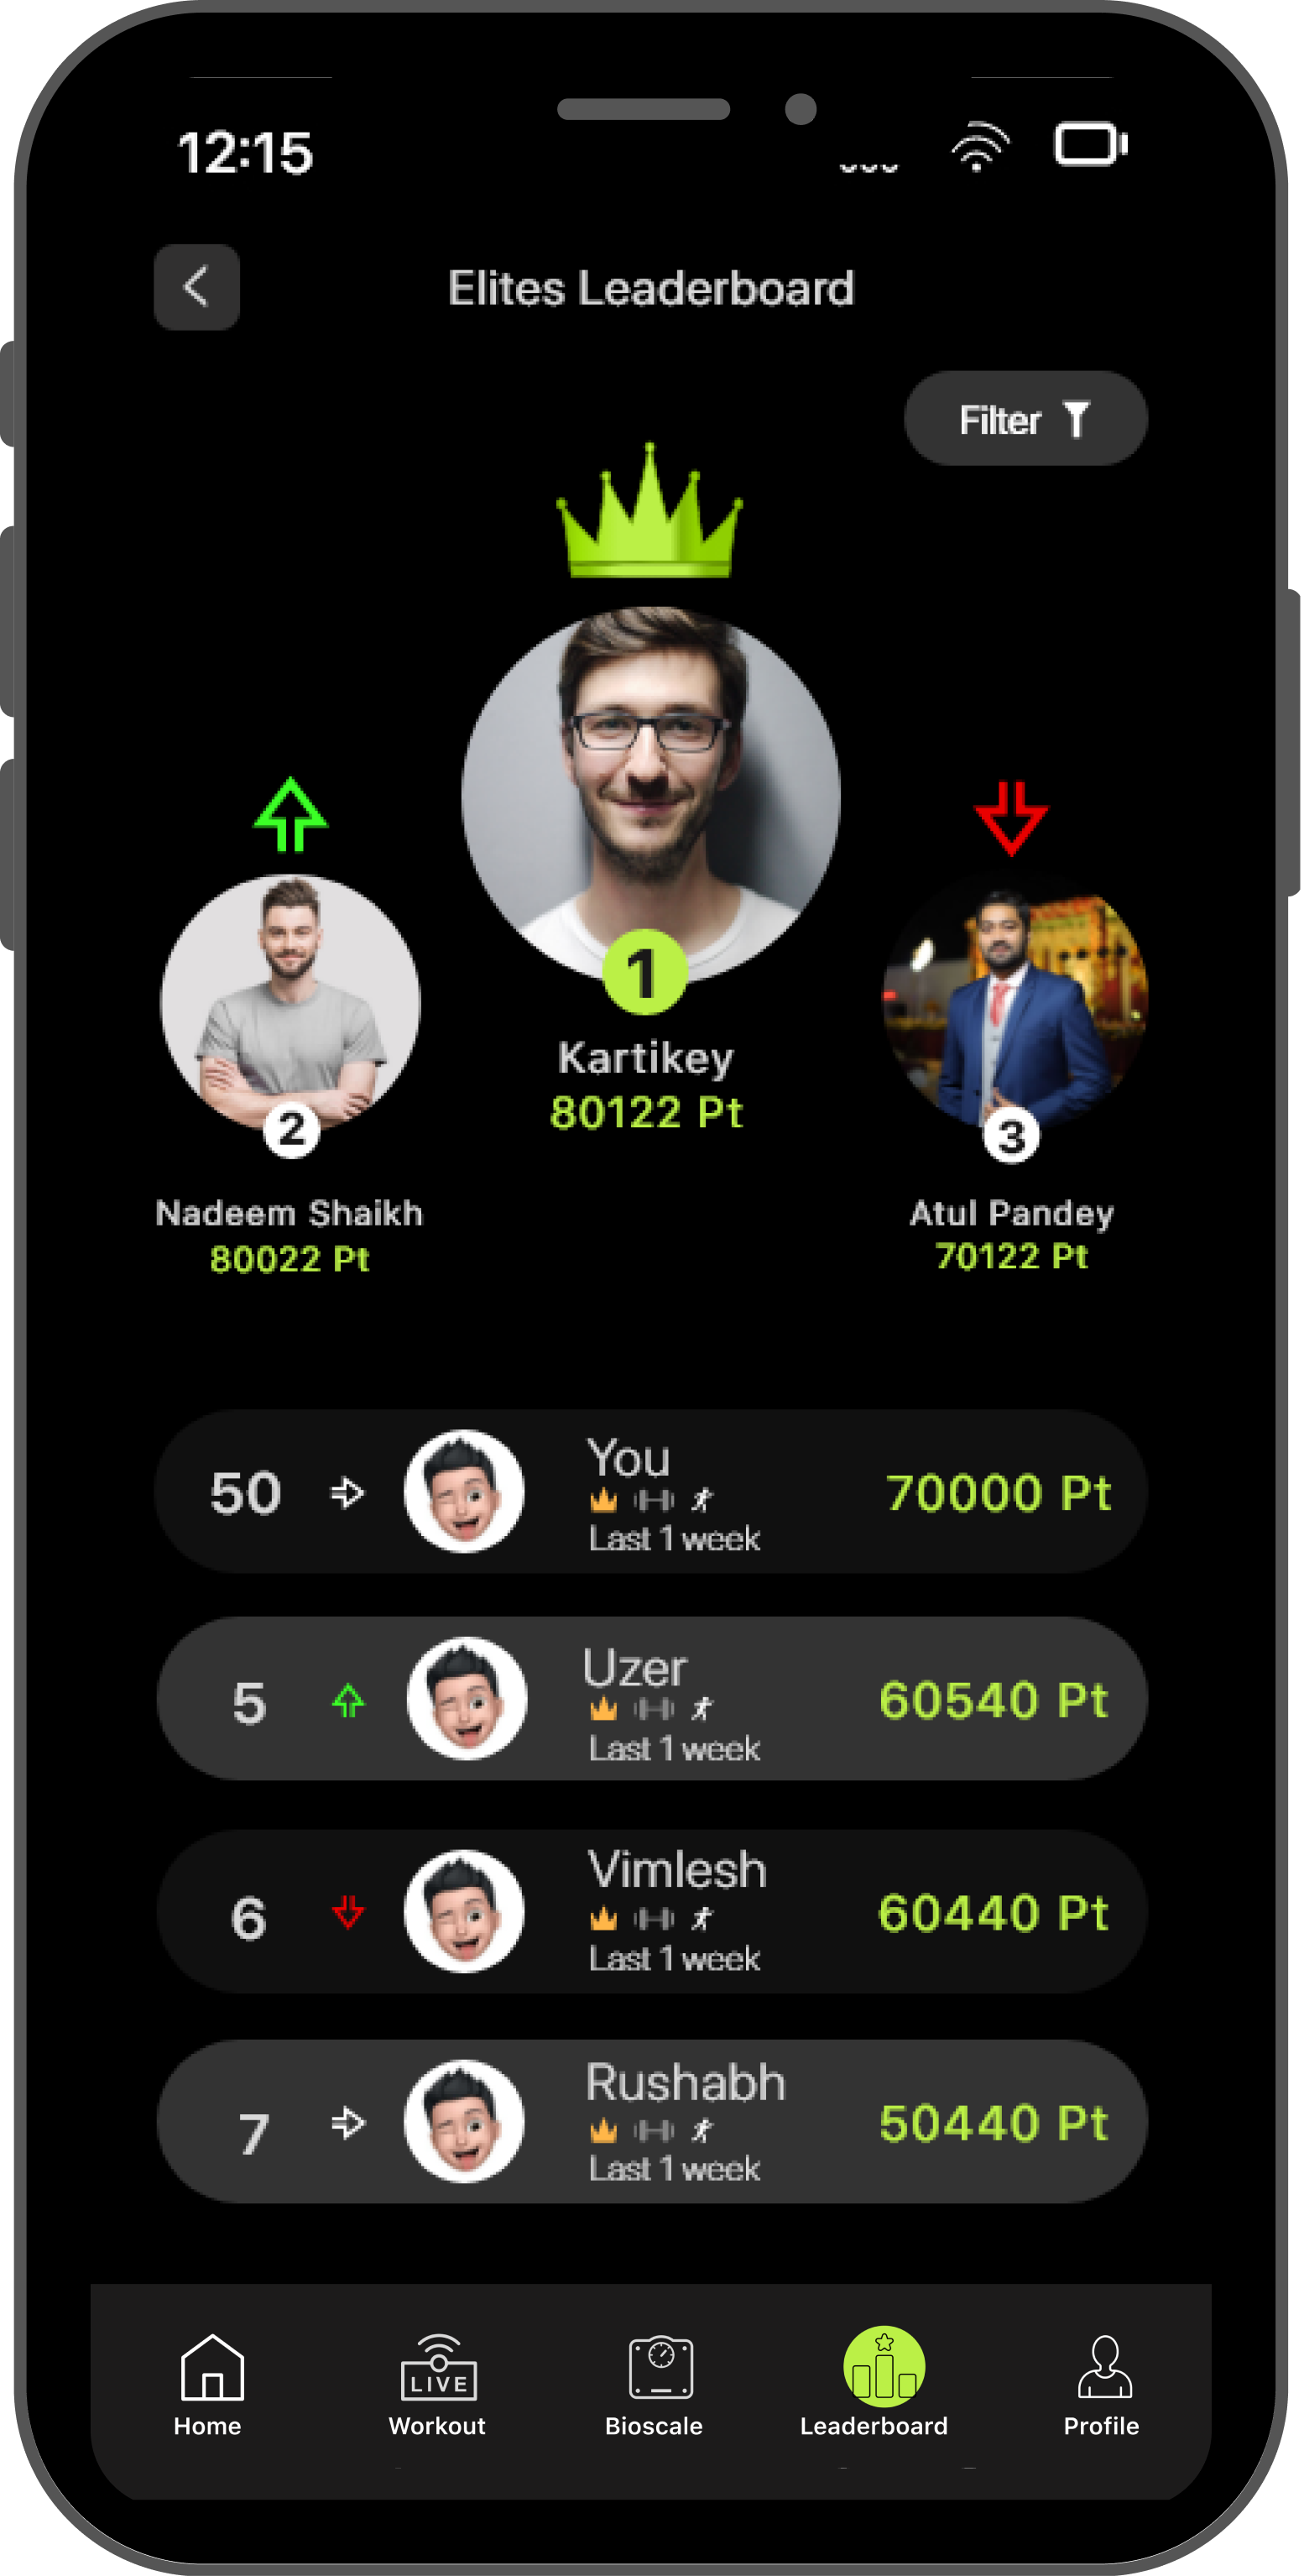 12:15
Elites Leaderboard
Filter
1
Kartikey
80122 Pt
2
Nadeem Shaikh
80022 Pt
3
Atul Pandey
70122 Pt
50 You 70000 Pt
Last 1 week
5 Uzer 60540 Pt
Last 1 week
6 Vimlesh 60440 Pt
Last 1 week
7 Rushabh 50440 Pt
Last 1 week
LIVE
Home Workout Bioscale Leaderboard Profile